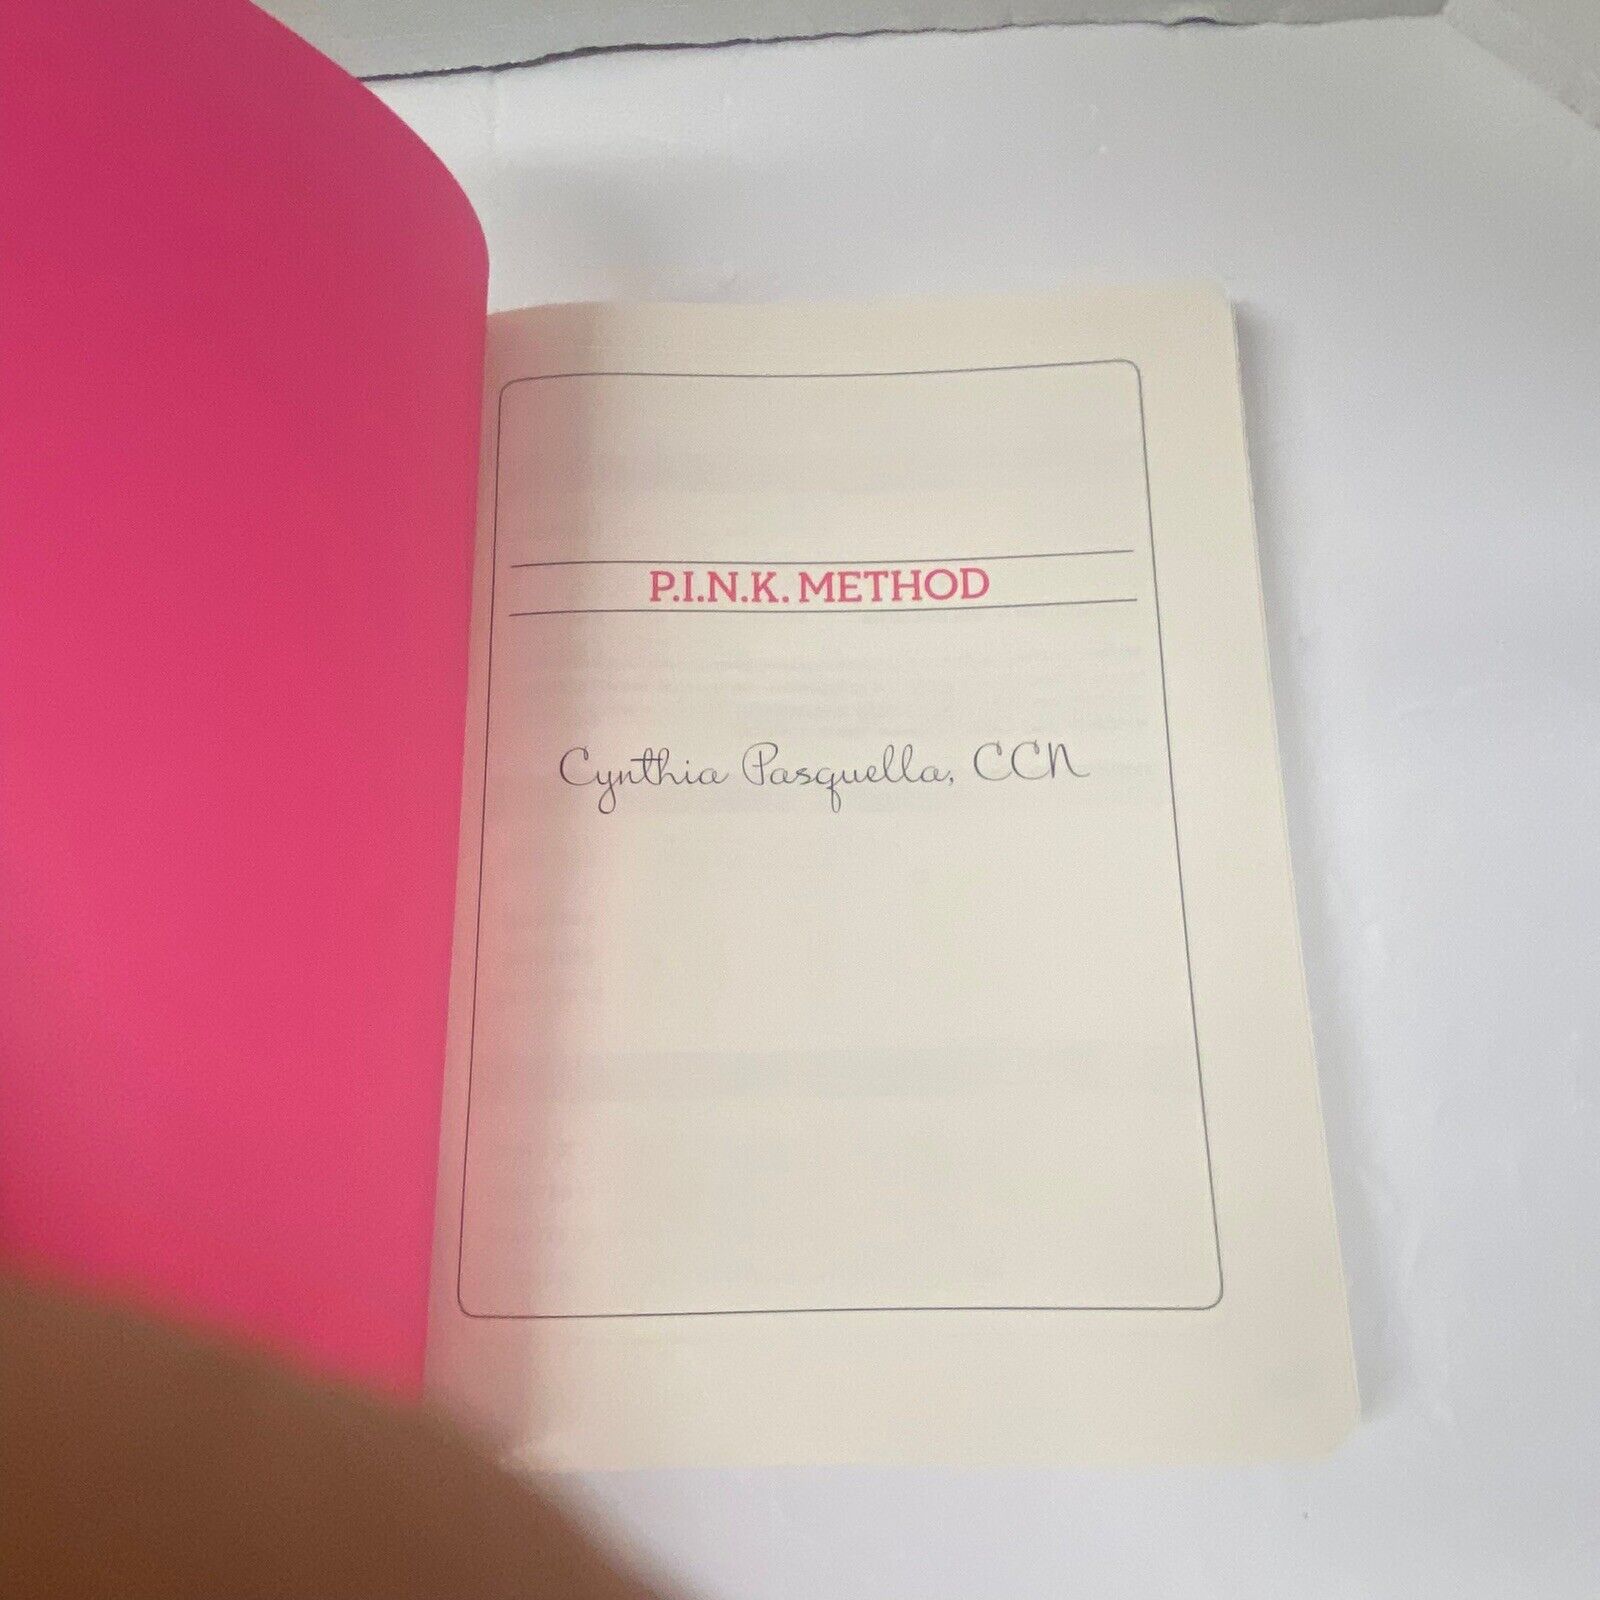 P.I.N.K. METHOD
Cynthia Pasquella, CCN